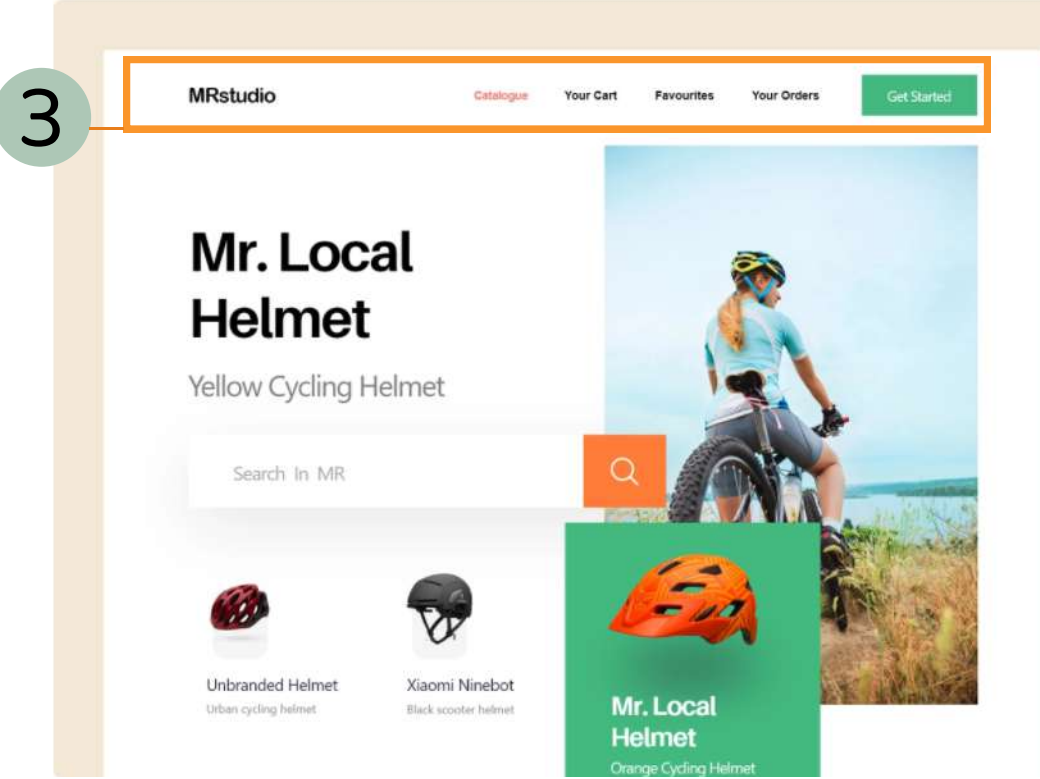 3
MRstudio Catalogue Your Cart Favourites Your Orders Get Started
Mr. Local
Helmet
Yellow Cycling Helmet
Search In MR
Unbranded Helmet
Urban cycling helmet
Xiaomi Ninebot
Black scooter helmet
Mr. Local
Helmet
Orange Cycling Helmet